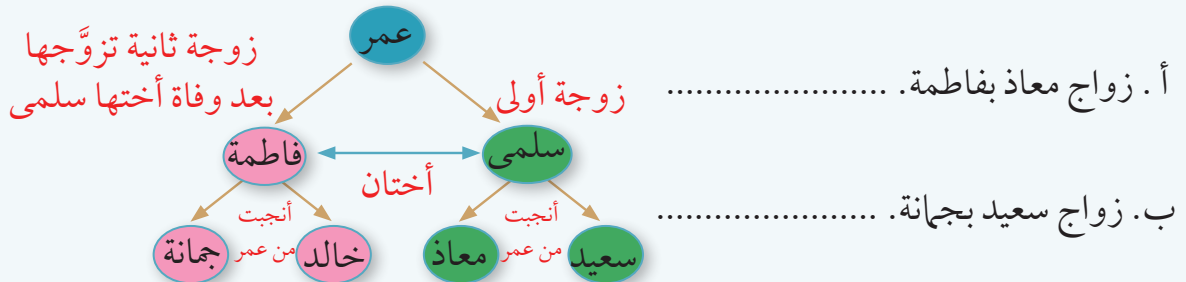 عمر
زوجة ثانية تزوَّجها
بعد وفاة أختها سلمى
زوجة أولى
أ. زواج معاذ بفاطمة. .......................
سلمى
فاطمة
أختان
ب. زواج سعيد بجمانة. .......................
أنجبت
من عمر
أنجبت
من عمر
سعيد
معاذ
خالد
جمانة